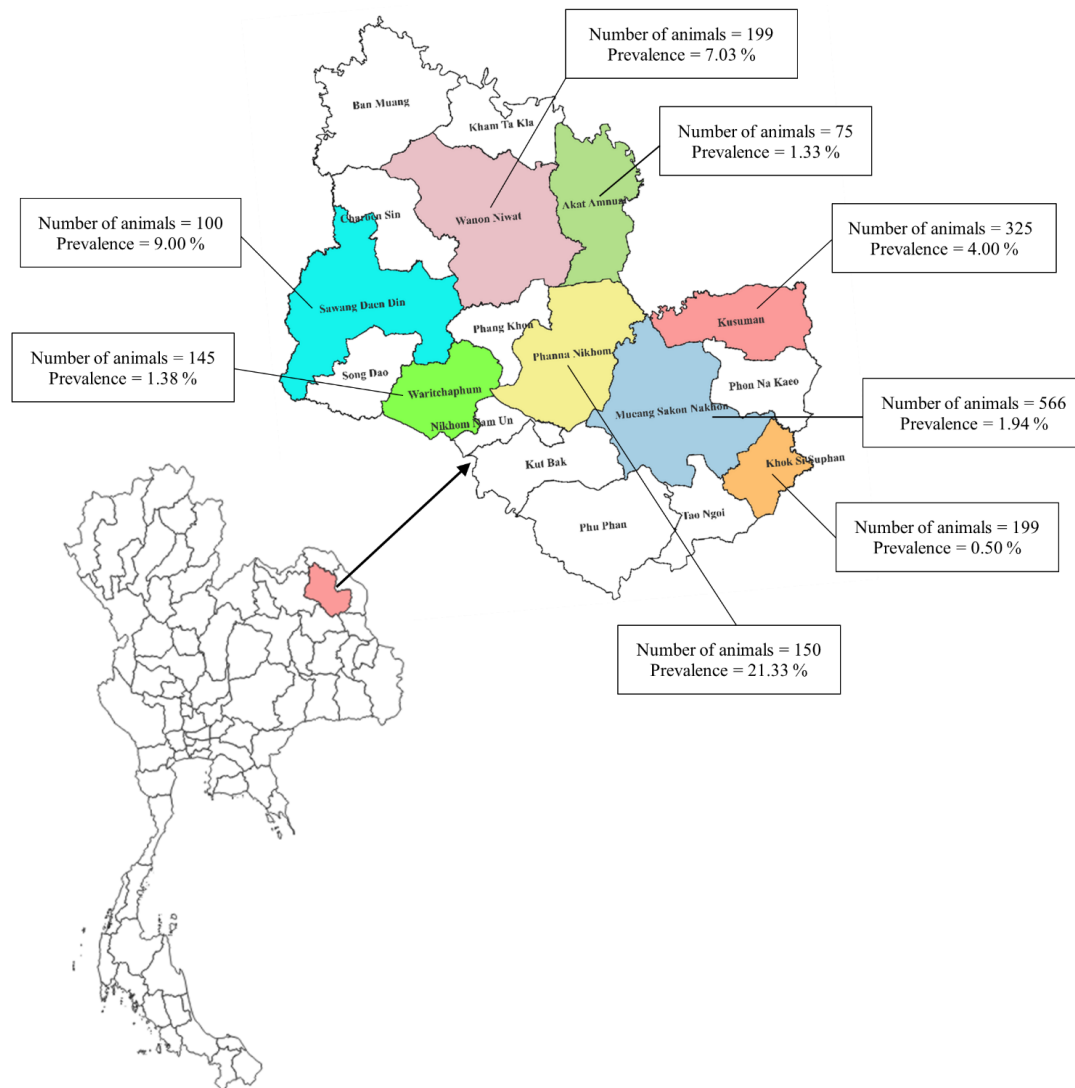 Number of animals = 199
Prevalence = 7.03 %
Ban Muang
Kham Ta Kla
Number of animals = 75
Prevalence = 1.33 %
Akat Amnuai
Charoen Sin
Wanon Niwat
Number of animals = 100
Prevalence = 9.00 %
Number of animals = 325
Prevalence = 4.00 %
Sawang Daen Din
Phang Khon
Kusuman
Number of animals = 145
Prevalence = 1.38 %
Song Dao
Phanna Nikhom
Waritchaphum
Phon Na Kaeo
Mueang Sakon Nakhon
Number of animals = 566
Prevalence = 1.94 %
Nikhom Nam Un
Kut Bak
Khok Si Suphan
Phu Phan
Tao Ngoi
Number of animals = 199
Prevalence = 0.50 %
Number of animals = 150
Prevalence = 21.33 %